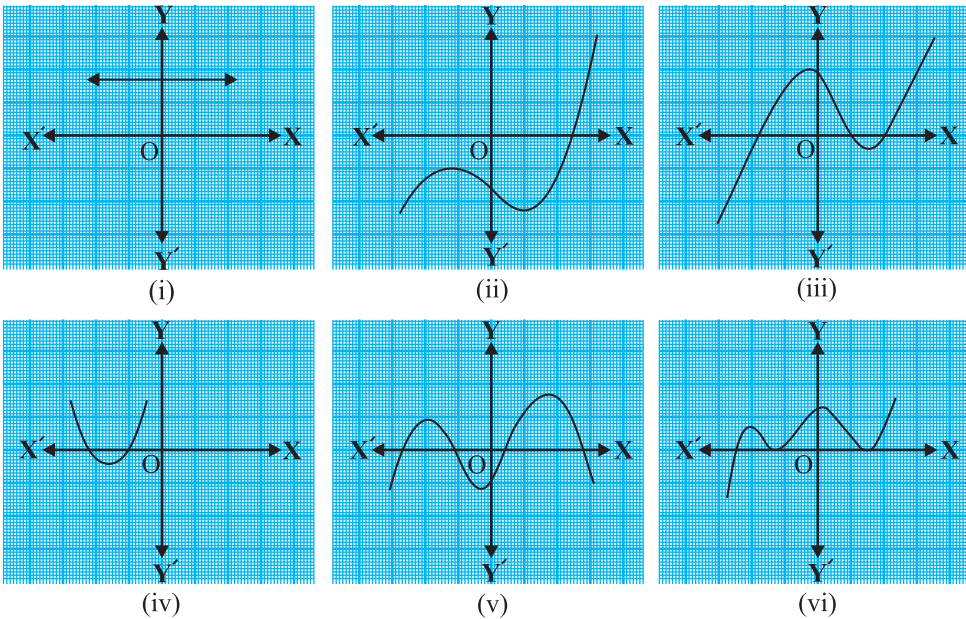 Y Y Y
X′ X X′ X X′ X
O O O
Y′ Y′ Y′
(i) (ii) (iii)
Y Y Y
X′ X X′ X X′ X
O O O
Y′ Y′ Y′
(iv) (v) (vi)